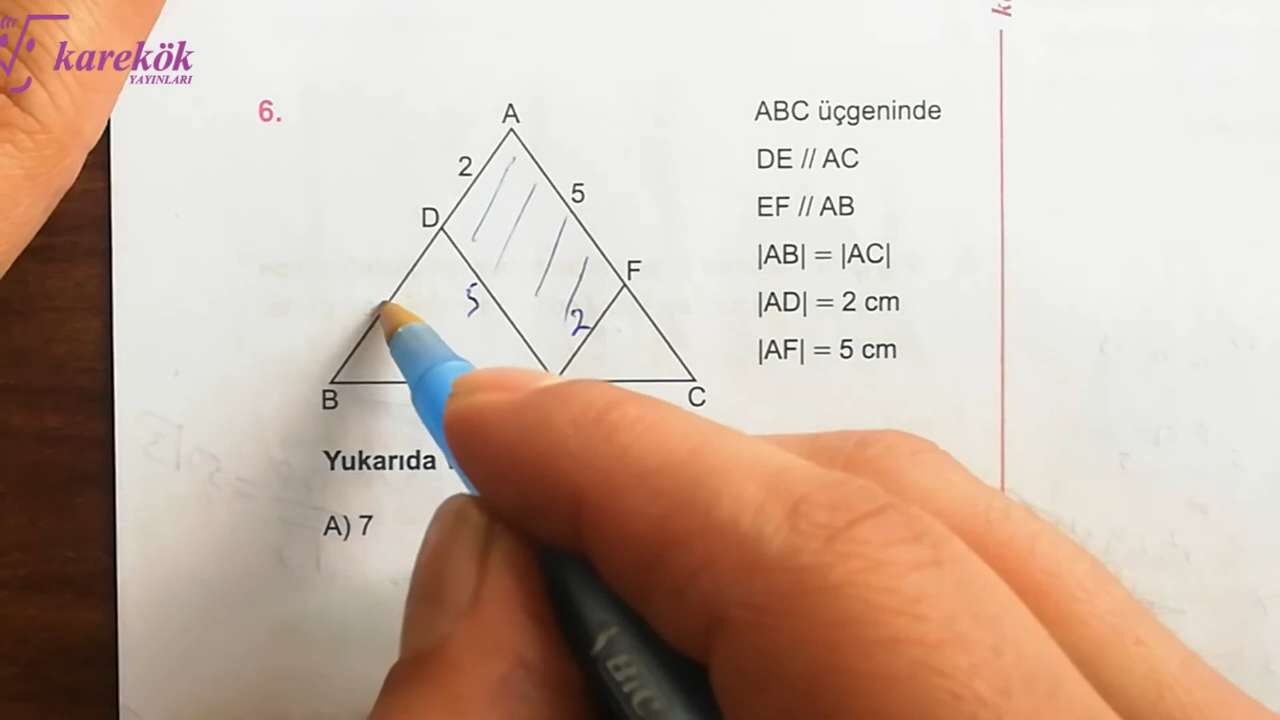 karekök
YAYINLARI
6.
A
2
5
D
F
5
2
B
C
ABC üçgeninde
DE // AC
EF // AB
|AB| = |AC|
|AD| = 2 cm
|AF| = 5 cm
Yukarıda
A) 7
BIC